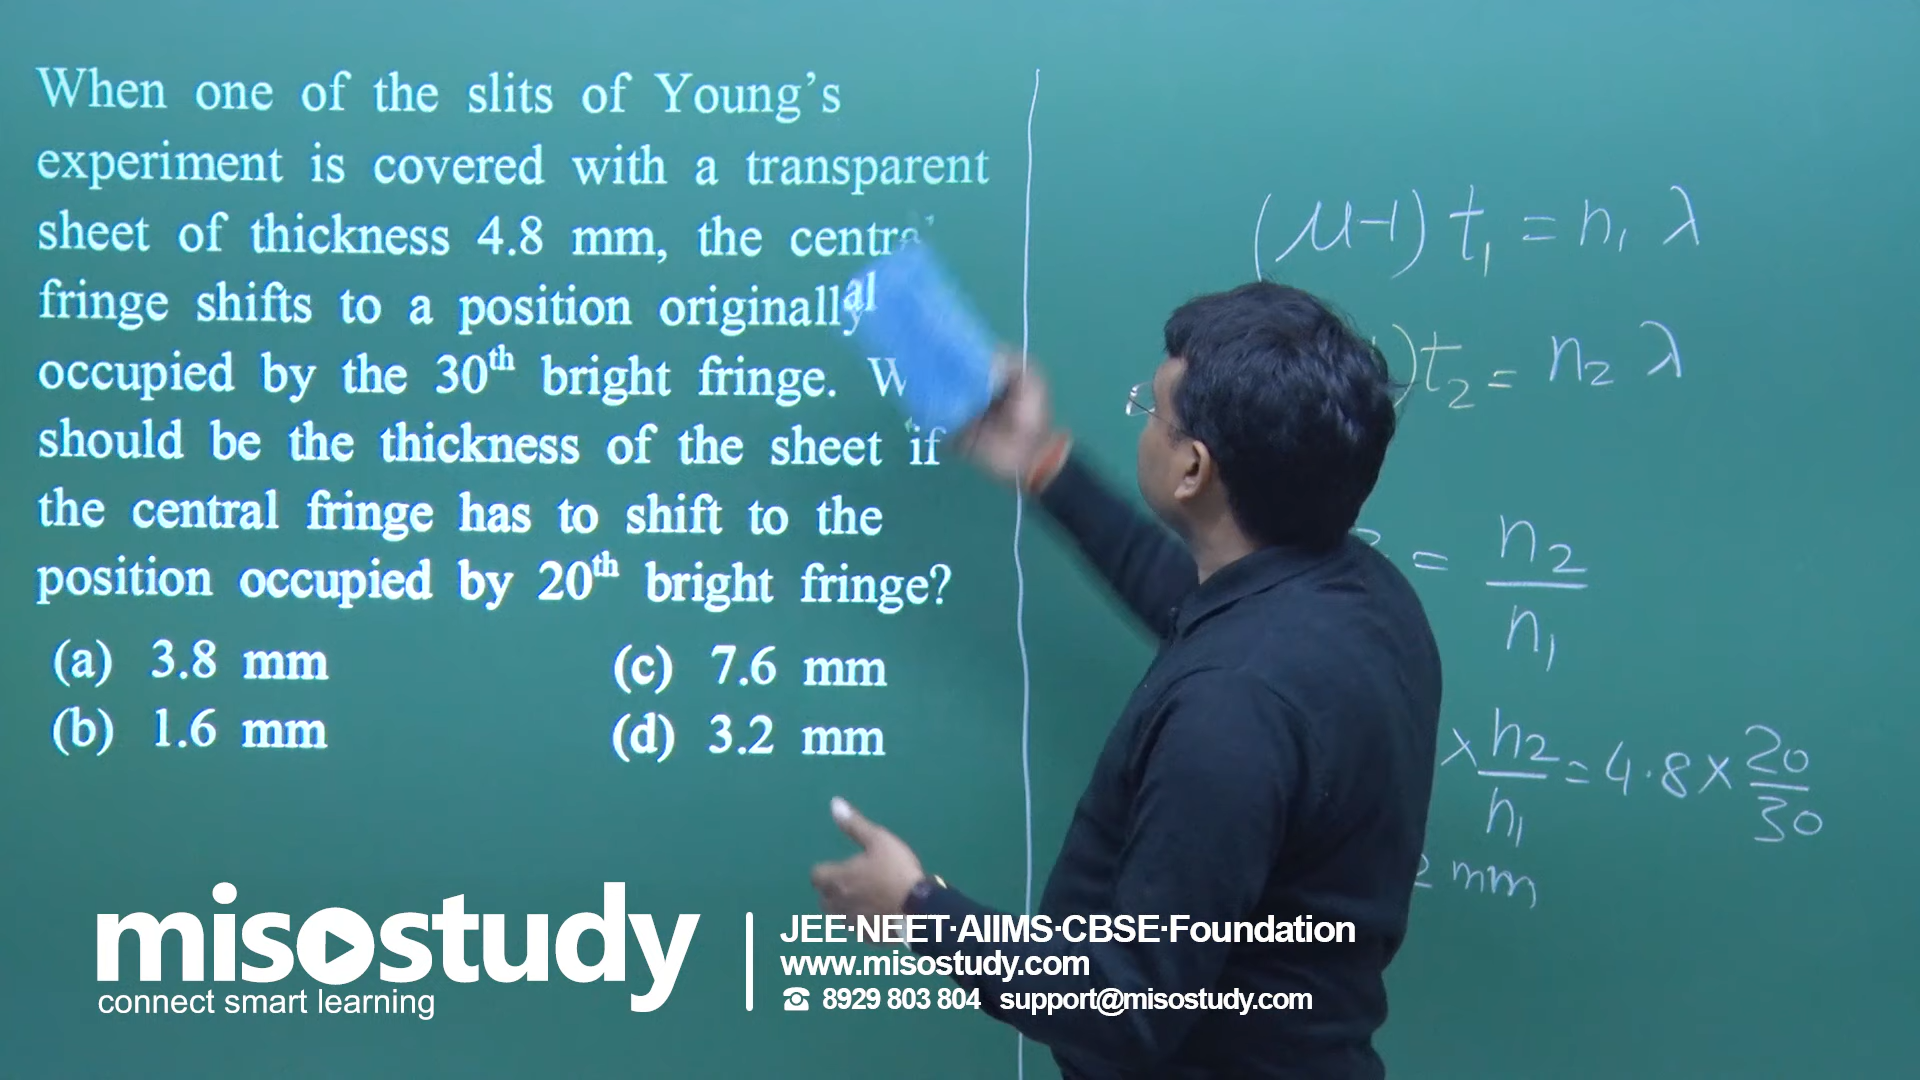 When one of the slits of Young's
experiment is covered with a transparent
sheet of thickness 4.8 mm, the central
fringe shifts to a position originally
occupied by the 30th bright fringe.
should be the thickness of the sheet if
the central fringe has to shift to the
position occupied by 20th bright fringe?
(a) 3.8 mm (c) 7.6 mm
(b) 1.6 mm (d) 3.2 mm
(μ-1) t₁ = n₁ λ
)t₂ = n₂ λ
= n₂/n₁
× n₂/n₁ = 4.8 × 20/30
2 mm
misostudy
connect smart learning
JEE·NEET·AIIMS·CBSE·Foundation
www.misostudy.com
☎ 8929 803 804 support@misostudy.com